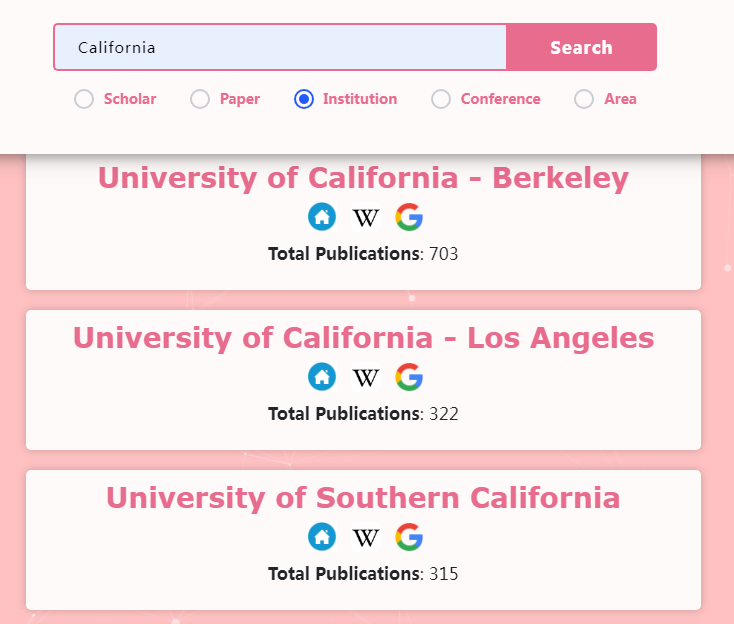 California
Search
Scholar
Paper
Institution
Conference
Area
University of California - Berkeley
W
Total Publications: 703
University of California - Los Angeles
W
Total Publications: 322
University of Southern California
W
Total Publications: 315